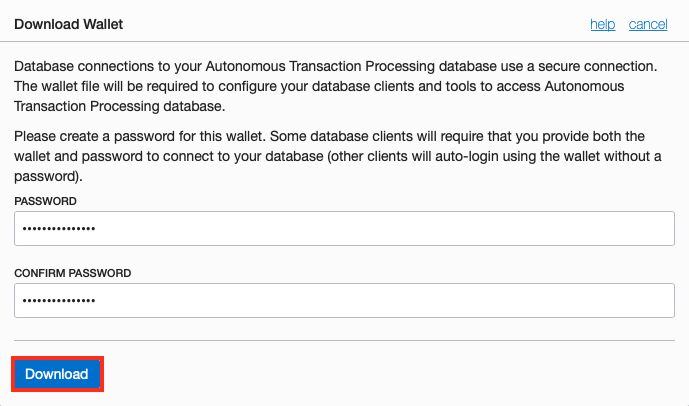 Download Wallet
help cancel
Database connections to your Autonomous Transaction Processing database use a secure connection.
The wallet file will be required to configure your database clients and tools to access Autonomous
Transaction Processing database.
Please create a password for this wallet. Some database clients will require that you provide both the
wallet and password to connect to your database (other clients will auto-login using the wallet without a
password).
PASSWORD
•••••••••••••••
CONFIRM PASSWORD
•••••••••••••••
Download